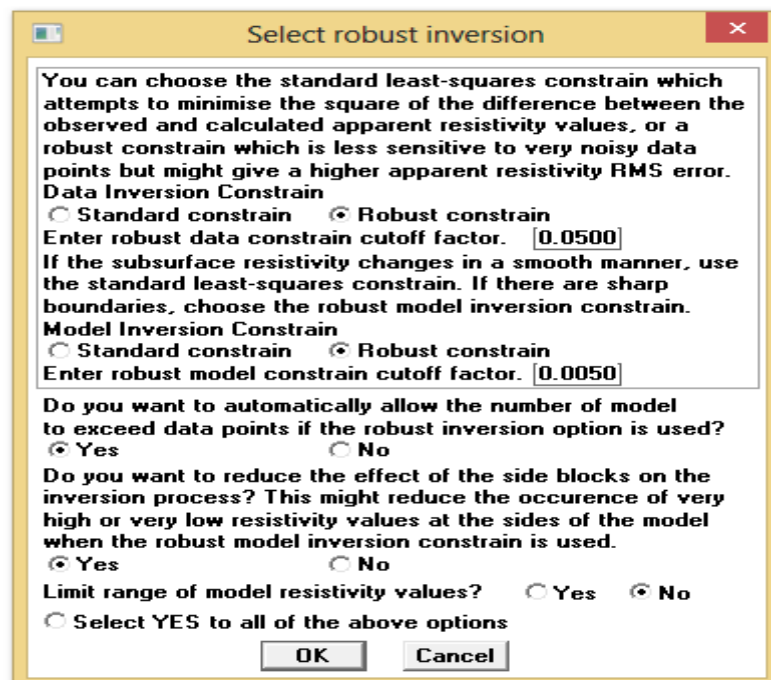 Select robust inversion
You can choose the standard least-squares constrain which
attempts to minimise the square of the difference between the
observed and calculated apparent resistivity values, or a
robust constrain which is less sensitive to very noisy data
points but might give a higher apparent resistivity RMS error.
Data Inversion Constrain
Standard constrain Robust constrain
Enter robust data constrain cutoff factor. 0.0500
If the subsurface resistivity changes in a smooth manner, use
the standard least-squares constrain. If there are sharp
boundaries, choose the robust model inversion constrain.
Model Inversion Constrain
Standard constrain Robust constrain
Enter robust model constrain cutoff factor. 0.0050
Do you want to automatically allow the number of model
to exceed data points if the robust inversion option is used?
Yes No
Do you want to reduce the effect of the side blocks on the
inversion process? This might reduce the occurence of very
high or very low resistivity values at the sides of the model
when the robust model inversion constrain is used.
Yes No
Limit range of model resistivity values? Yes No
Select YES to all of the above options
OK Cancel